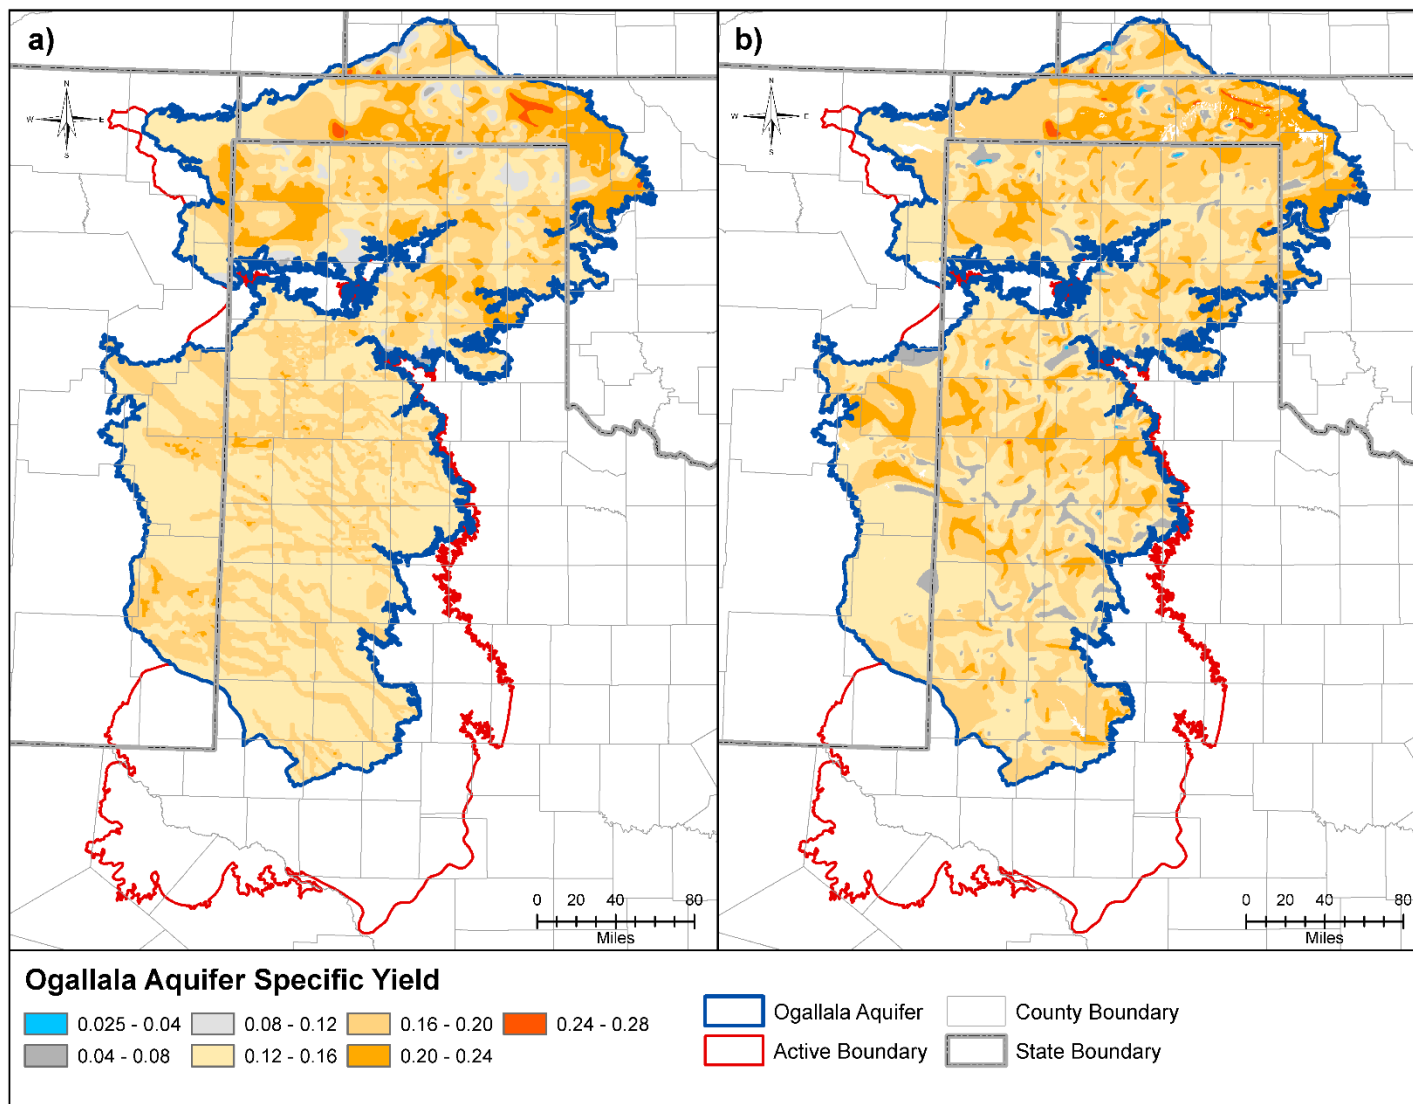 a)
b)
N
W E
S
N
W E
S
0 20 40 80
Miles
0 20 40 80
Miles
Ogallala Aquifer Specific Yield
0.025 - 0.04
0.08 - 0.12
0.16 - 0.20
0.24 - 0.28
0.04 - 0.08
0.12 - 0.16
0.20 - 0.24
Ogallala Aquifer
County Boundary
Active Boundary
State Boundary